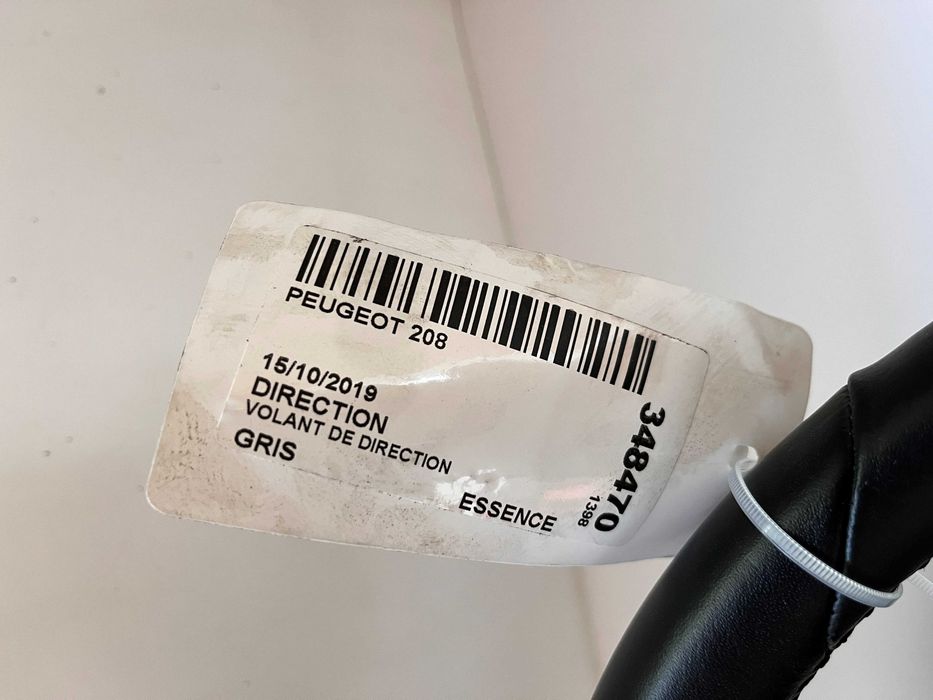 PEUGEOT 208
15/10/2019
DIRECTION
VOLANT DE DIRECTION
GRIS
ESSENCE
348470
1398